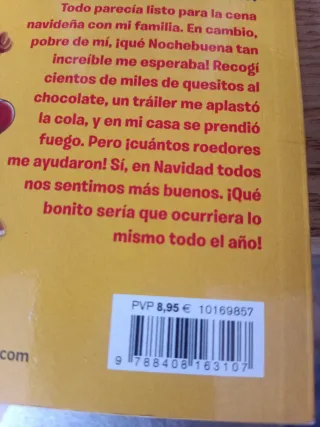 Todo parecía listo para la cena
navideña con mi familia. En cambio,
pobre de mí, ¡qué Nochebuena tan
increíble me esperaba! Recogí
cientos de miles de quesitos al
chocolate, un tráiler me aplastó
la cola, y en mi casa se prendió
fuego. Pero ¡cuántos roedores
me ayudaron! Sí, en Navidad todos
nos sentimos más buenos. ¡Qué
bonito sería que ocurriera lo
mismo todo el año!
PVP 8,95 € 10169857
9 788408 163107
.com